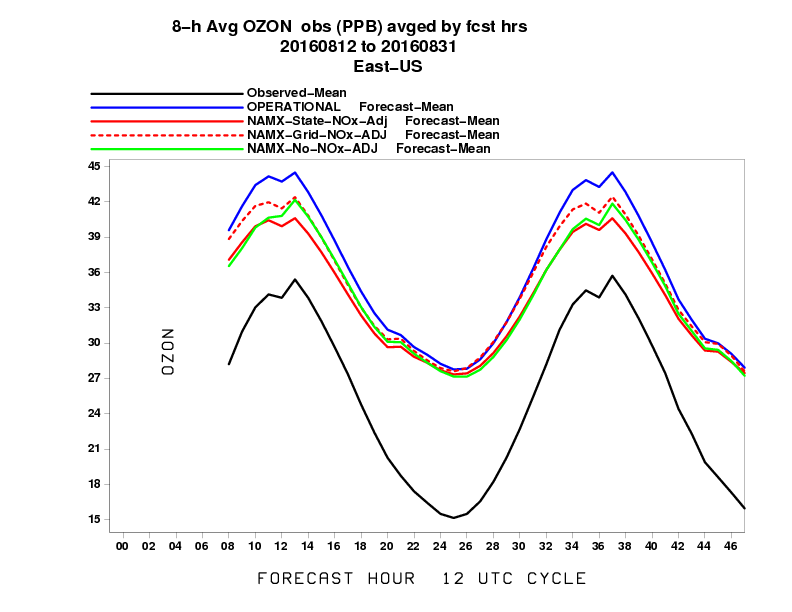 8-h Avg OZON obs (PPB) avged by fcst hrs
20160812 to 20160831
East-US
Observed-Mean
OPERATIONAL Forecast-Mean
NAMX-State-NOx-Adj Forecast-Mean
NAMX-Grid-NOx-ADJ Forecast-Mean
NAMX-No-NOx-ADJ Forecast-Mean
45
42
39
36
33
30
27
24
21
18
15
OZON
00 02 04 06 08 10 12 14 16 18 20 22 24 26 28 30 32 34 36 38 40 42 44 46
FORECAST HOUR 12 UTC CYCLE